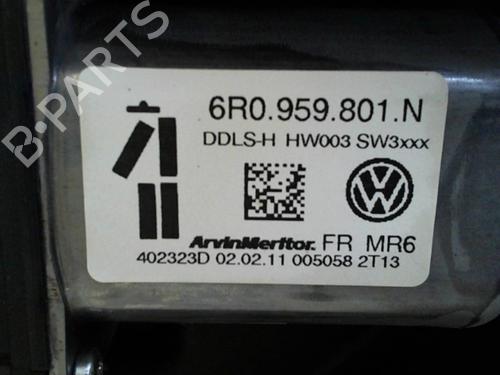 B-PARTS
6R0.959.801.N
DDLS-H HW003 SW3xxx
ArvinMeritor. FR MR6
402323D 02.02.11 005058 2T13